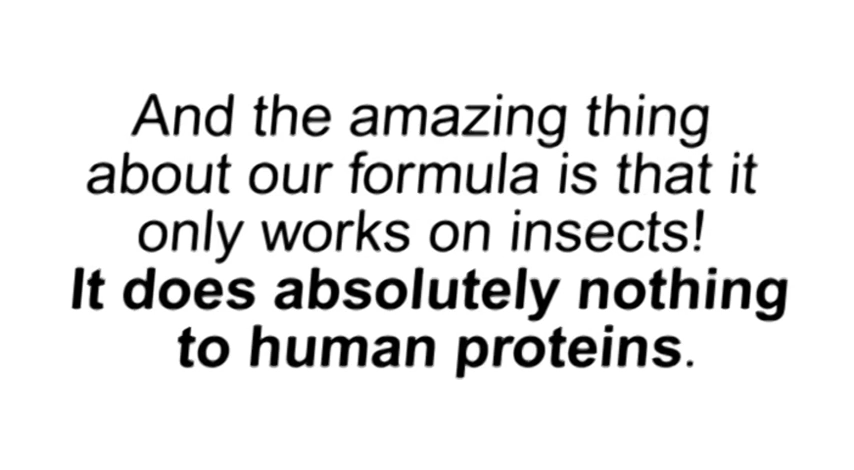 And the amazing thing
about our formula is that it
only works on insects!
It does absolutely nothing
to human proteins.